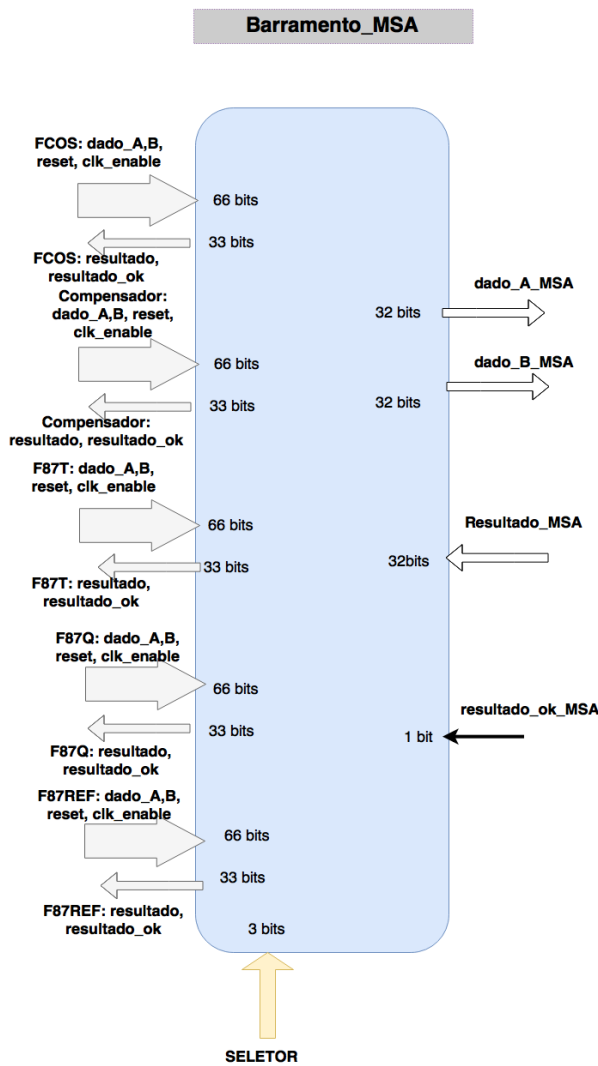 Barramento_MSA
FCOS: dado_A,B,
reset, clk_enable
66 bits
33 bits
FCOS: resultado,
resultado_ok
Compensador:
dado_A,B, reset,
clk_enable
66 bits
33 bits
Compensador:
resultado, resultado_ok
F87T: dado_A,B,
reset, clk_enable
66 bits
33 bits
F87T: resultado,
resultado_ok
F87Q: dado_A,B,
reset, clk_enable
66 bits
33 bits
F87Q: resultado,
resultado_ok
F87REF: dado_A,B,
reset, clk_enable
66 bits
33 bits
F87REF: resultado,
resultado_ok
3 bits
SELETOR
dado_A_MSA
32 bits
dado_B_MSA
32 bits
Resultado_MSA
32bits
resultado_ok_MSA
1 bit